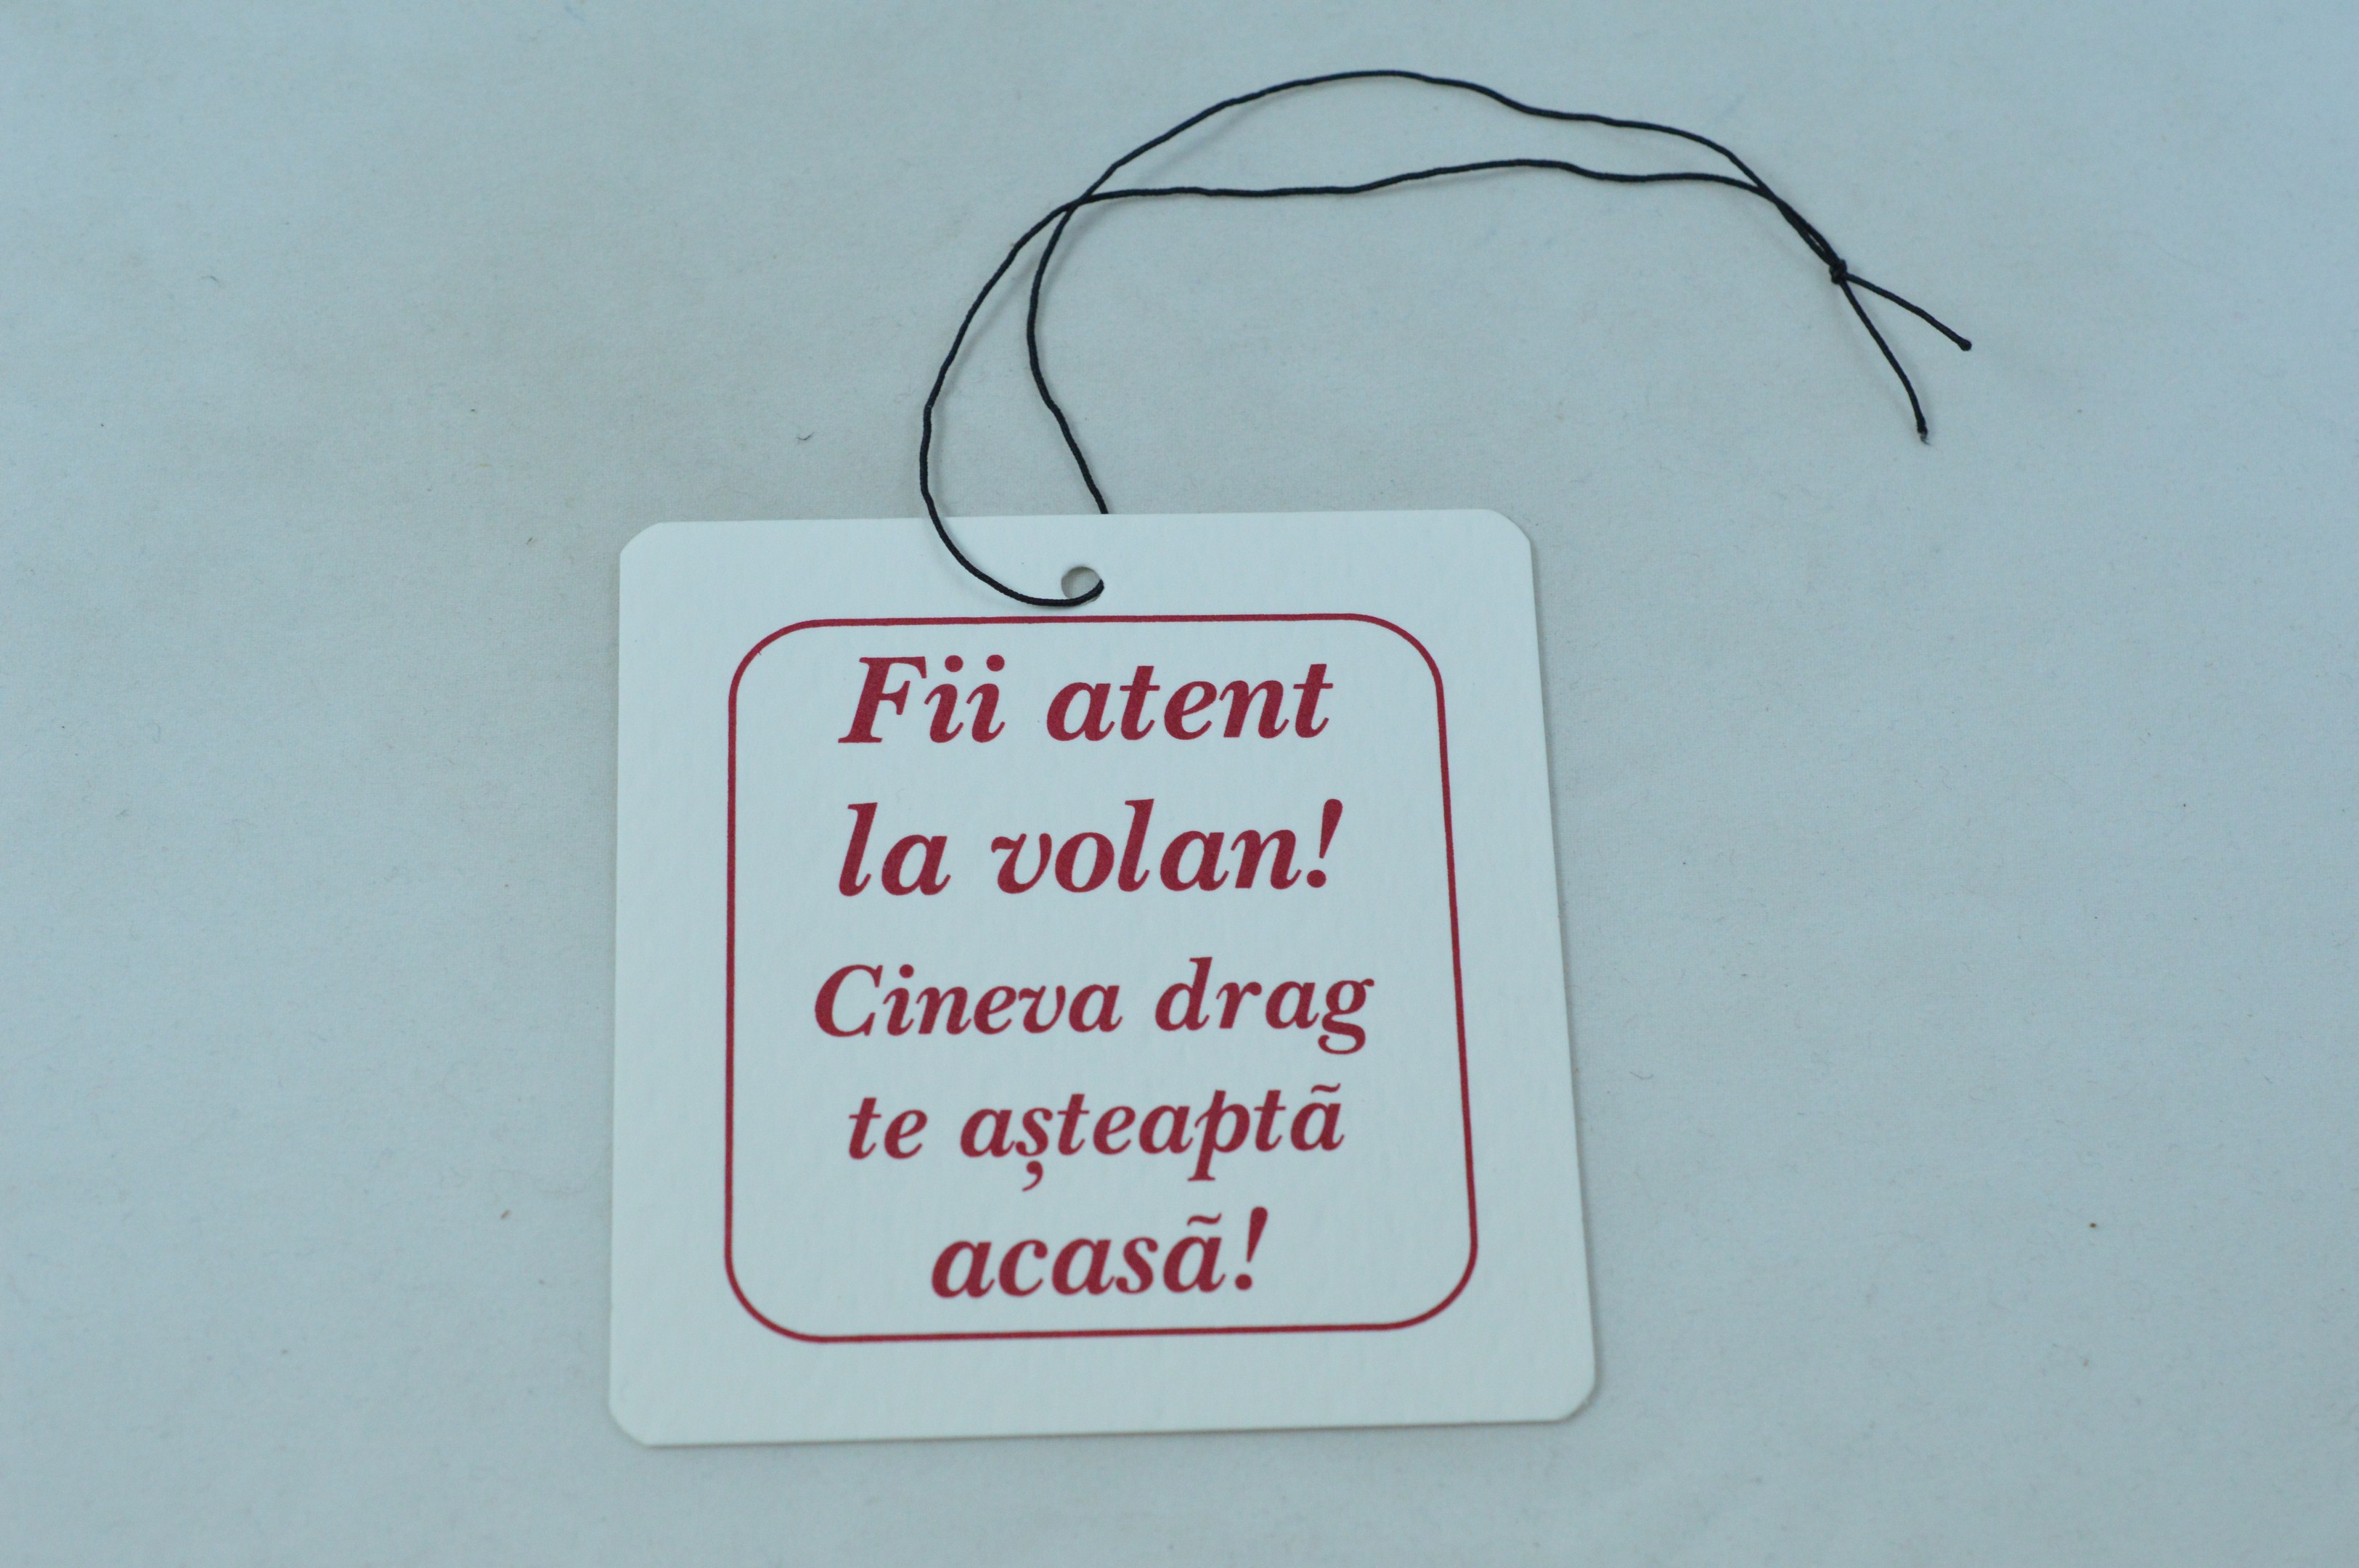 Fii atent
la volan!
Cineva drag
te așteaptã
acasã!